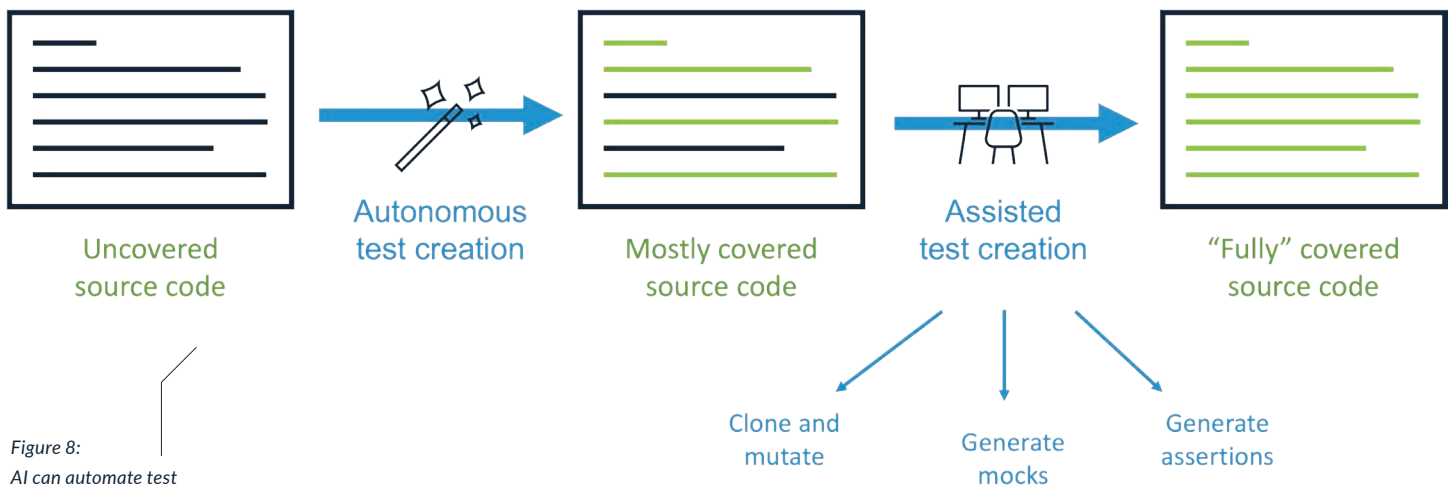 Autonomous
test creation
Assisted
test creation
Uncovered
source code
Mostly covered
source code
“Fully” covered
source code
Clone and
mutate
Generate
mocks
Generate
assertions
Figure 8:
AI can automate test